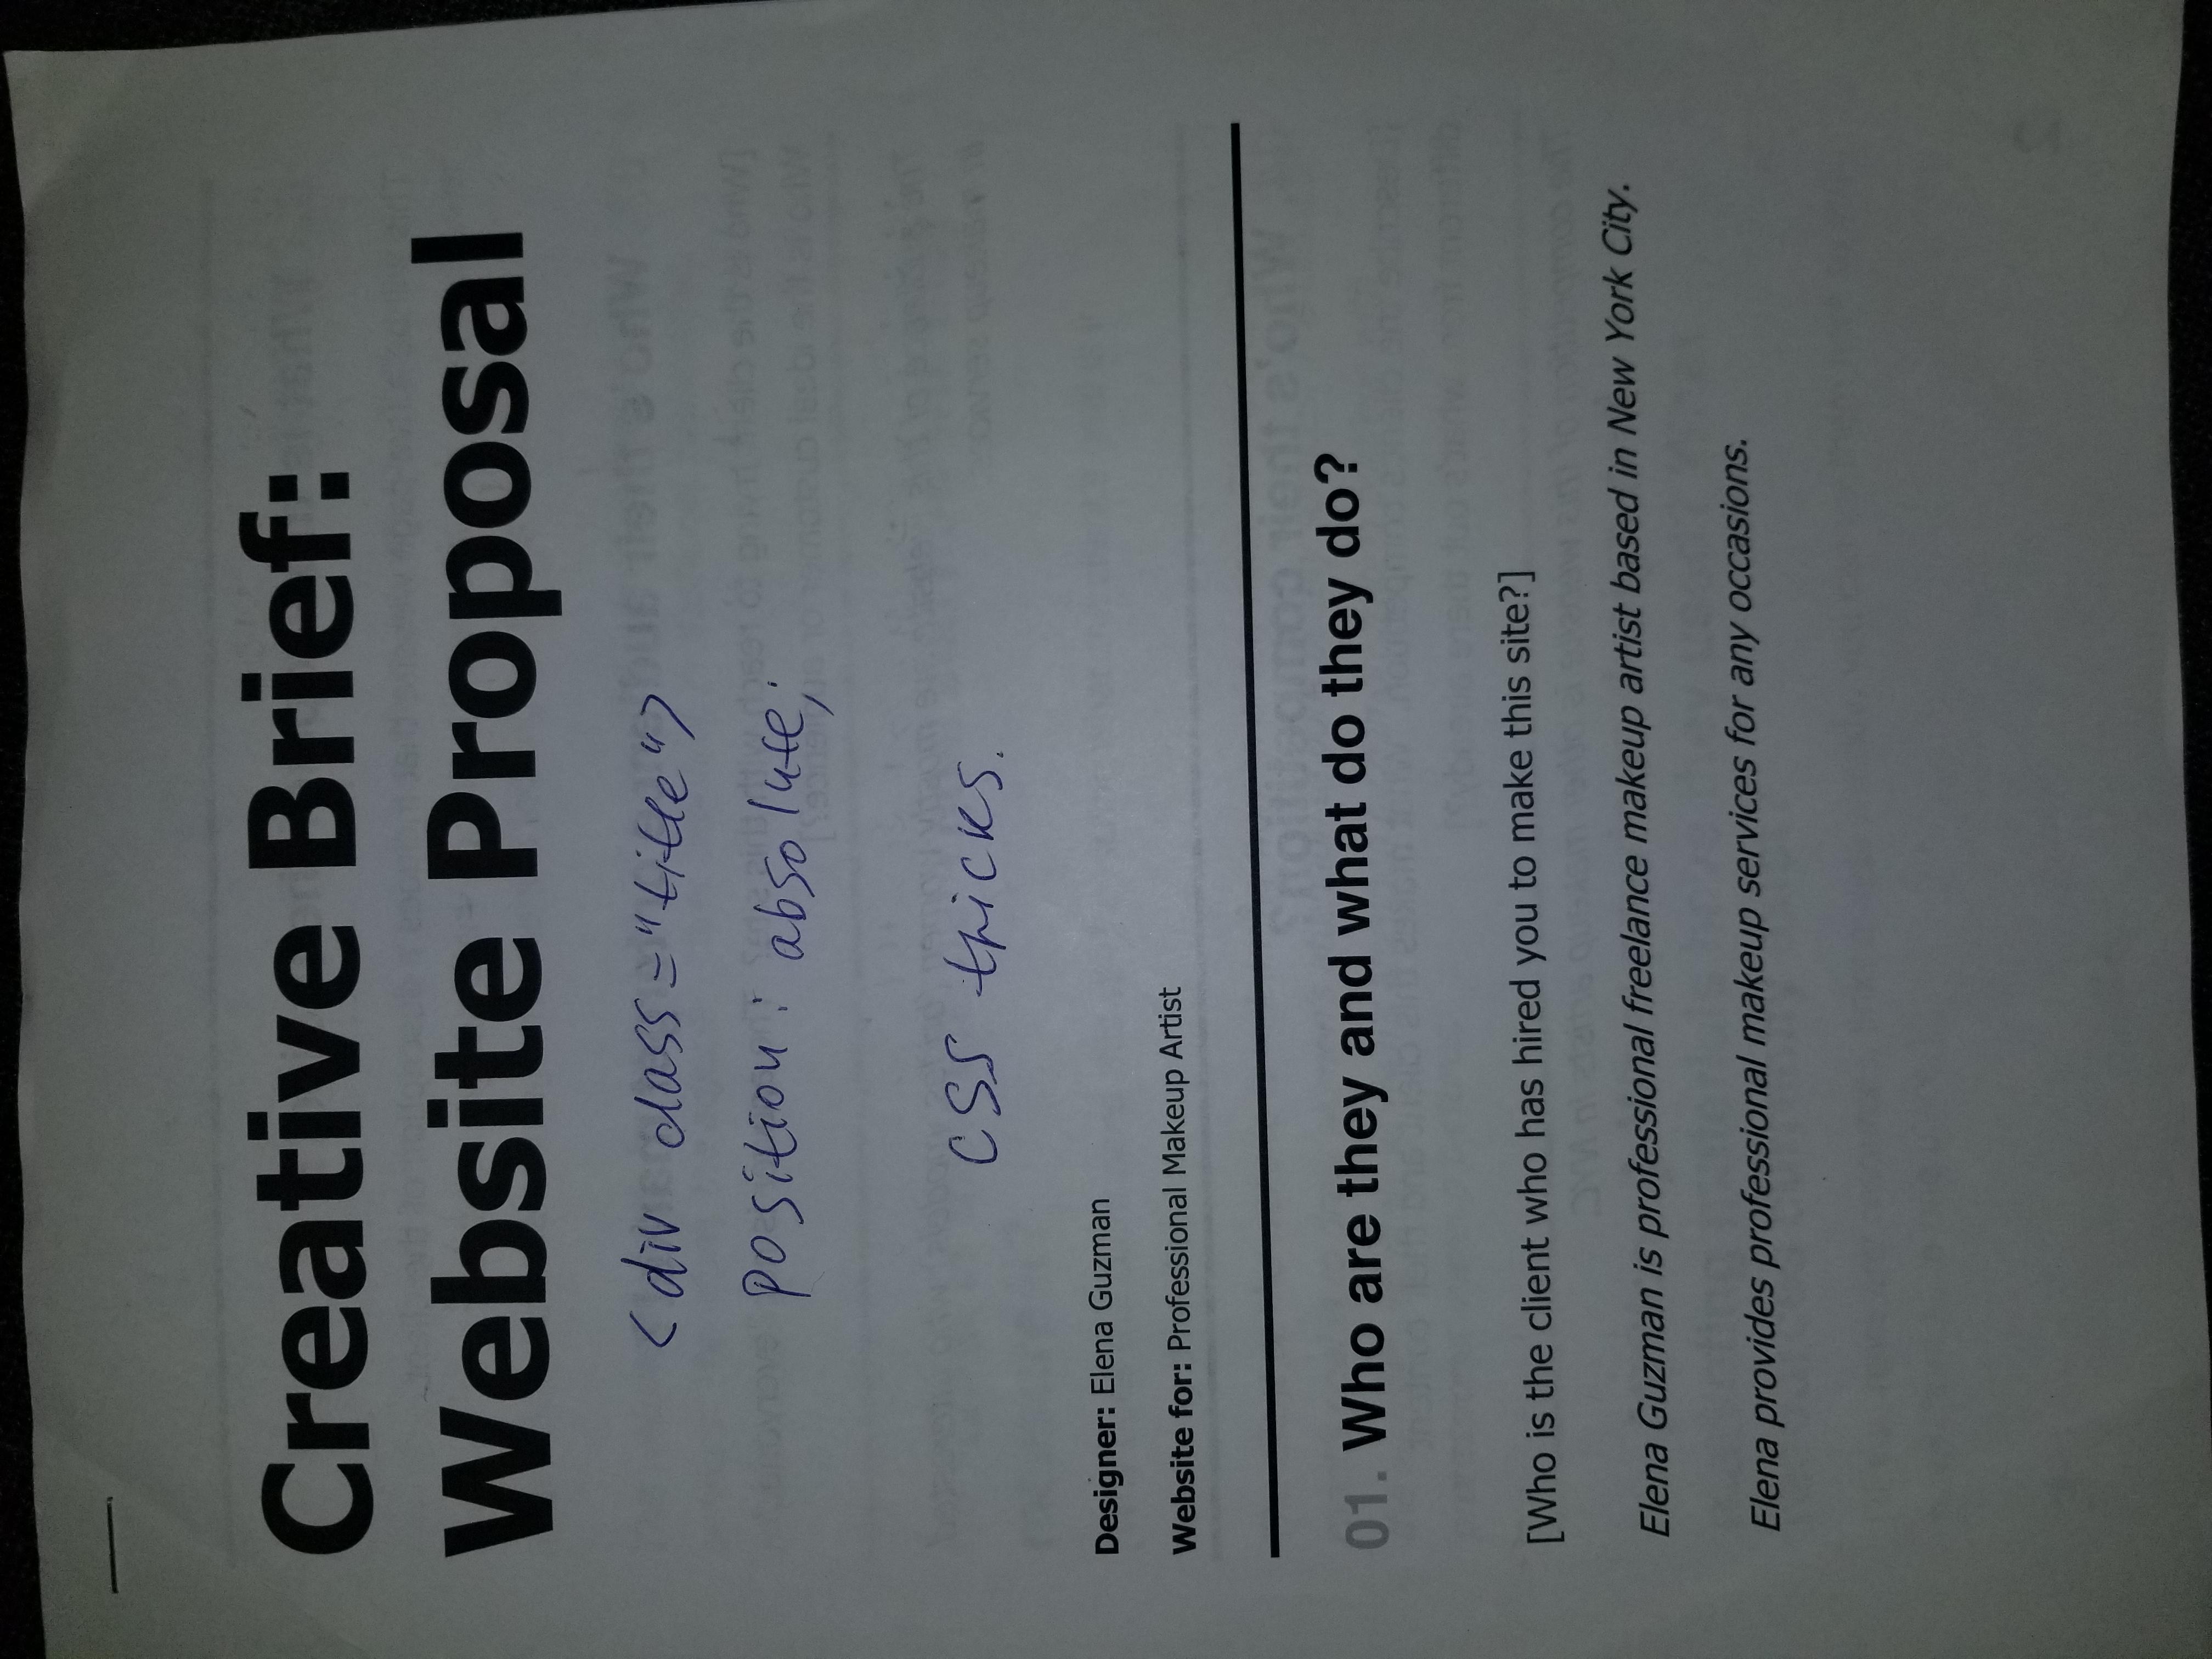 Creative Brief:
Website Proposal
<div class="title">
position: absolute;
CSS tricks.
Designer: Elena Guzman
Website for: Professional Makeup Artist
01. Who are they and what do they do?
[Who is the client who has hired you to make this site?]
Elena Guzman is professional freelance makeup artist based in New York City.
Elena provides professional makeup services for any occasions.